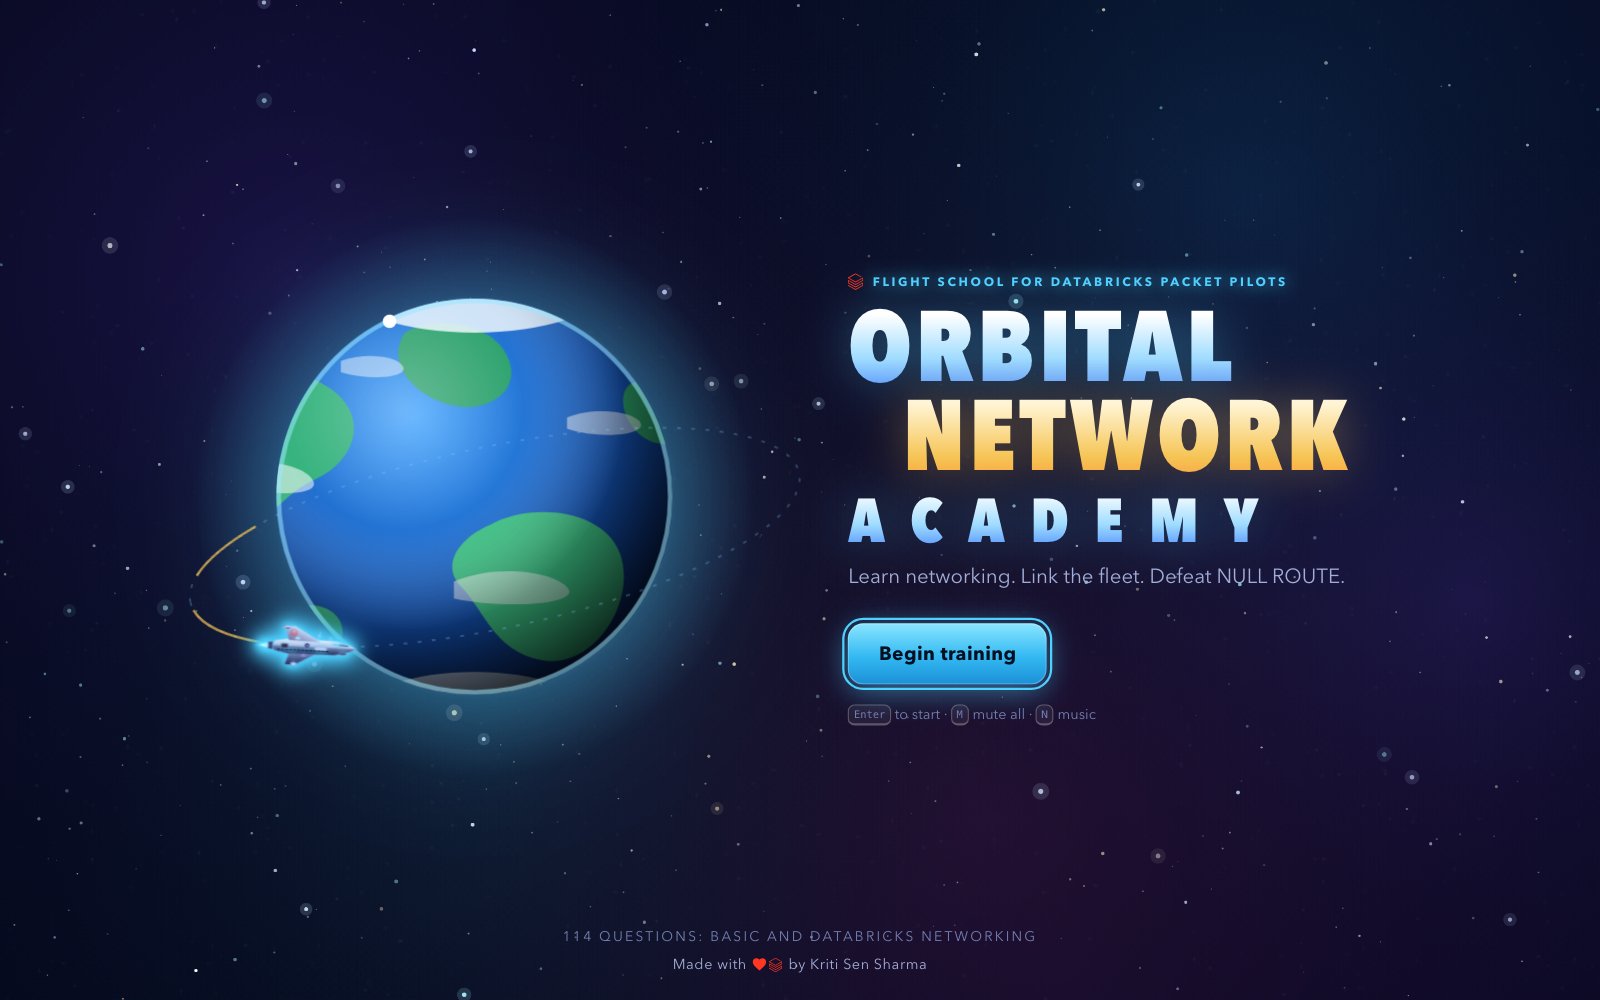 FLIGHT SCHOOL FOR DATABRICKS PACKET PILOTS
ORBITAL
NETWORK
ACADEMY
Learn networking. Link the fleet. Defeat NULL ROUTE.
Begin training
Enter to start · M mute all · N music
114 QUESTIONS: BASIC AND DATABRICKS NETWORKING
Made with ❤ by Kriti Sen Sharma